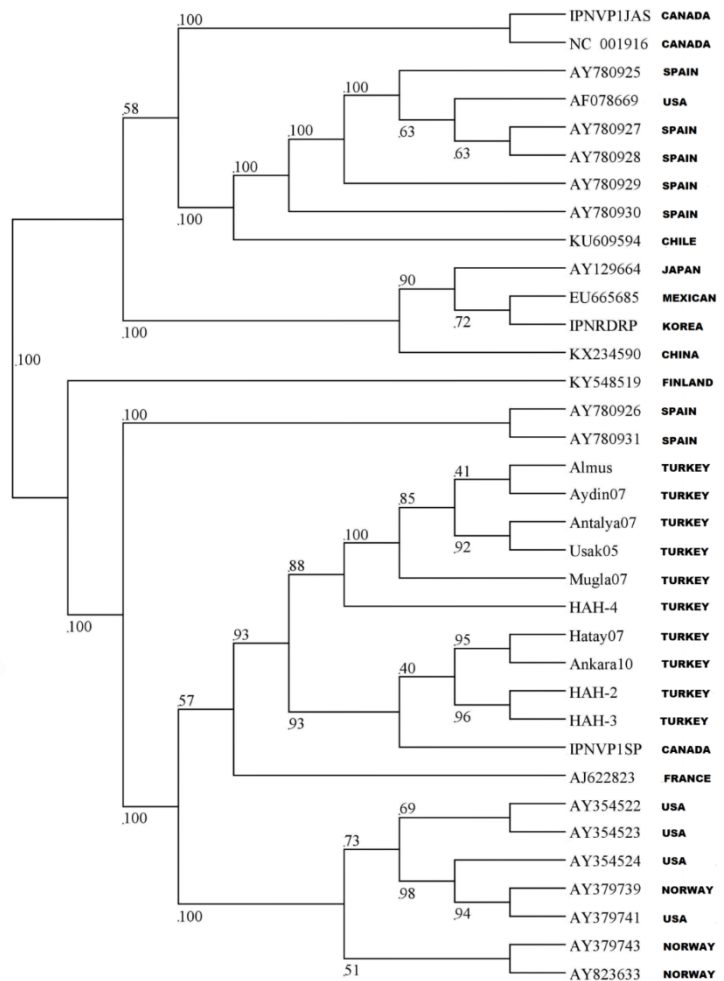 .100 IPNVP1JAS CANADA
NC 001916 CANADA
AY780925 SPAIN
.100 AF078669 USA
.58 .63 AY780927 SPAIN
.100 .63 AY780928 SPAIN
.100 AY780929 SPAIN
.100 AY780930 SPAIN
KU609594 CHILE
AY129664 JAPAN
.90 EU665685 MEXICAN
.100 .72 IPNRDRP KOREA
.100 KX234590 CHINA
KY548519 FINLAND
.100 AY780926 SPAIN
AY780931 SPAIN
.41 Almus TURKEY
.85 Aydin07 TURKEY
Antalya07 TURKEY
.100 .92 Usak05 TURKEY
.88 Mugla07 TURKEY
HAH-4 TURKEY
.100 .93 .95 Hatay07 TURKEY
.40 Ankara10 TURKEY
.57 HAH-2 TURKEY
.93 .96 HAH-3 TURKEY
IPNVP1SP CANADA
AJ622823 FRANCE
.100 .69 AY354522 USA
.73 AY354523 USA
AY354524 USA
.98 AY379739 NORWAY
.100 .94 AY379741 USA
AY379743 NORWAY
.51 AY823633 NORWAY